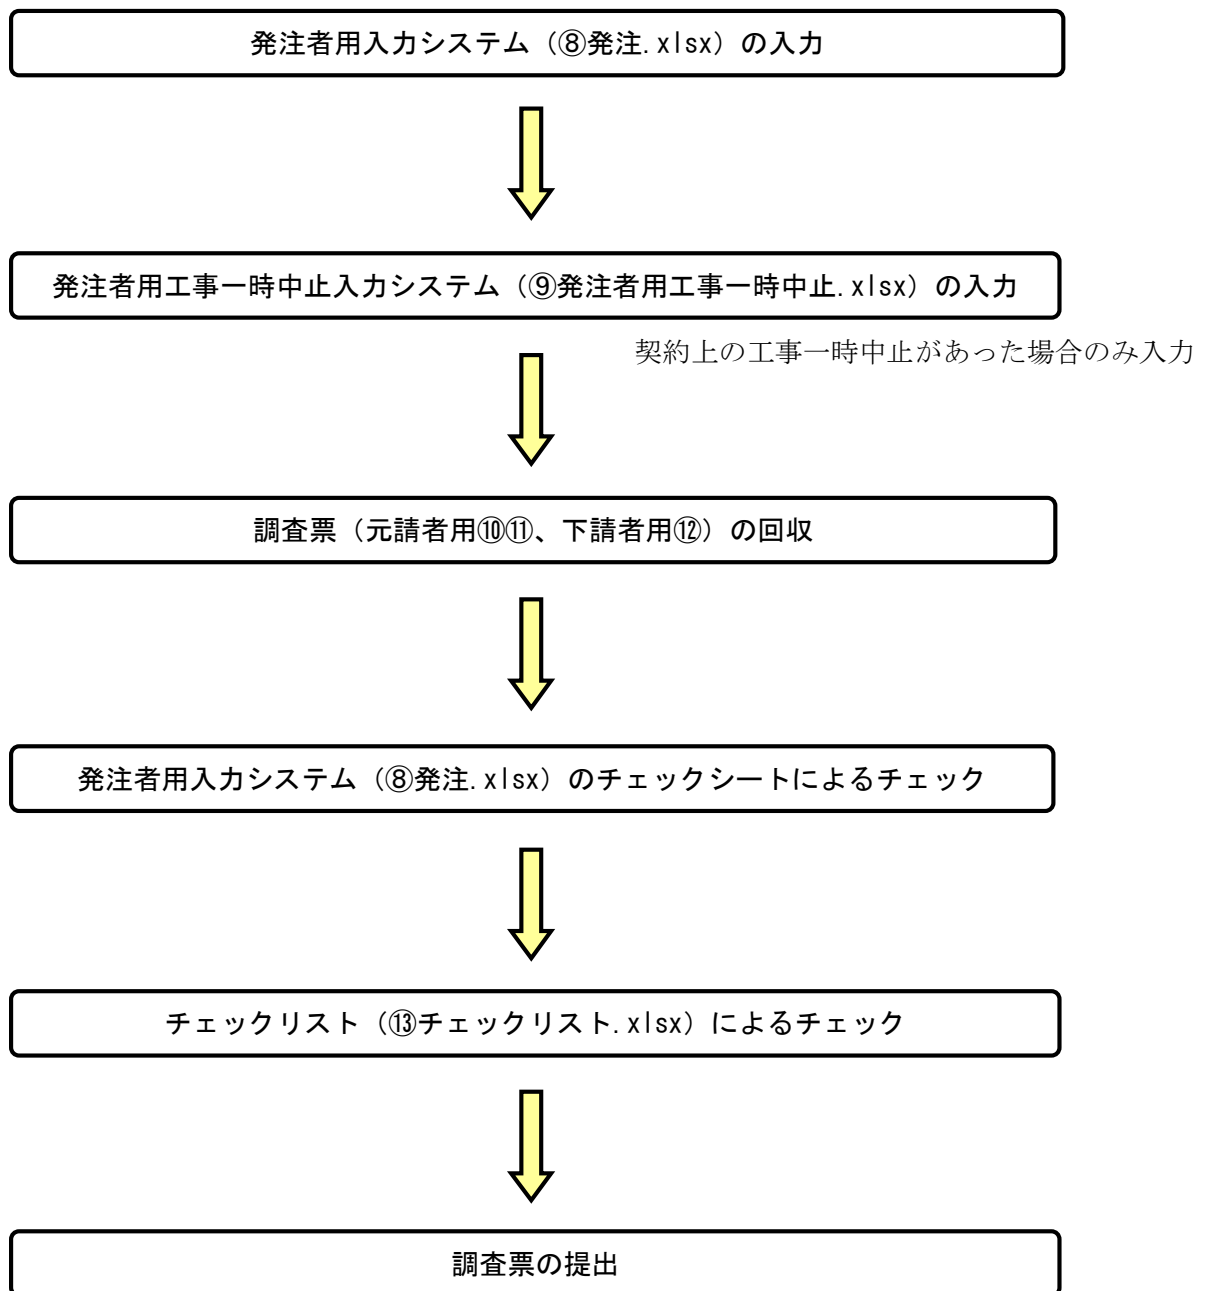 発注者用入力システム（⑧発注.xlsx）の入力
発注者用工事一時中止入力システム（⑨発注者用工事一時中止.xlsx）の入力
契約上の工事一時中止があった場合のみ入力
調査票（元請者用⑩⑪、下請者用⑫）の回収
発注者用入力システム（⑧発注.xlsx）のチェックシートによるチェック
チェックリスト（⑬チェックリスト.xlsx）によるチェック
調査票の提出